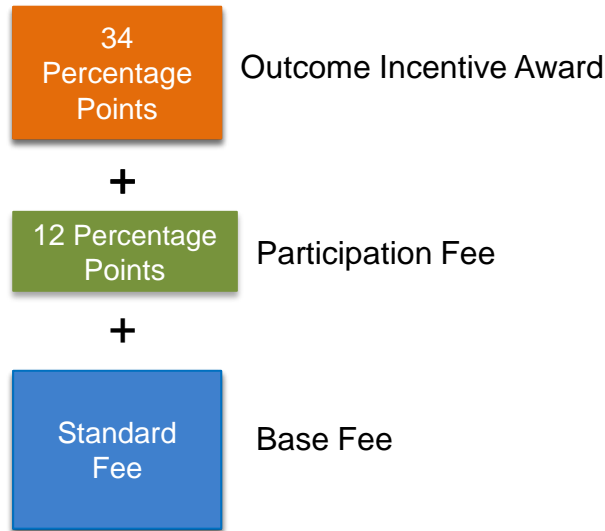 34
Percentage
Points
Outcome Incentive Award
+
12 Percentage
Points
Participation Fee
+
Standard
Fee
Base Fee